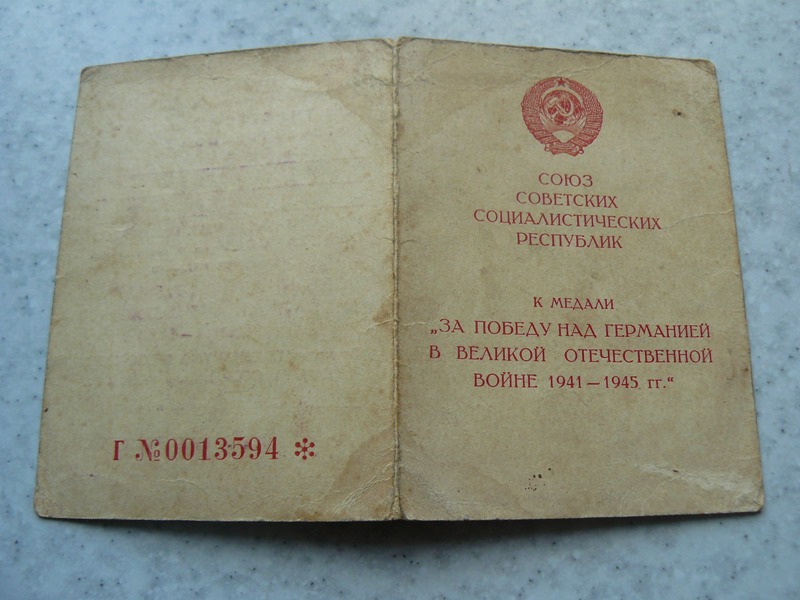 Г №0013594 *
СОЮЗ
СОВЕТСКИХ
СОЦИАЛИСТИЧЕСКИХ
РЕСПУБЛИК
К МЕДАЛИ
„ЗА ПОБЕДУ НАД ГЕРМАНИЕЙ
В ВЕЛИКОЙ ОТЕЧЕСТВЕННОЙ
ВОЙНЕ 1941 — 1945 гг.“